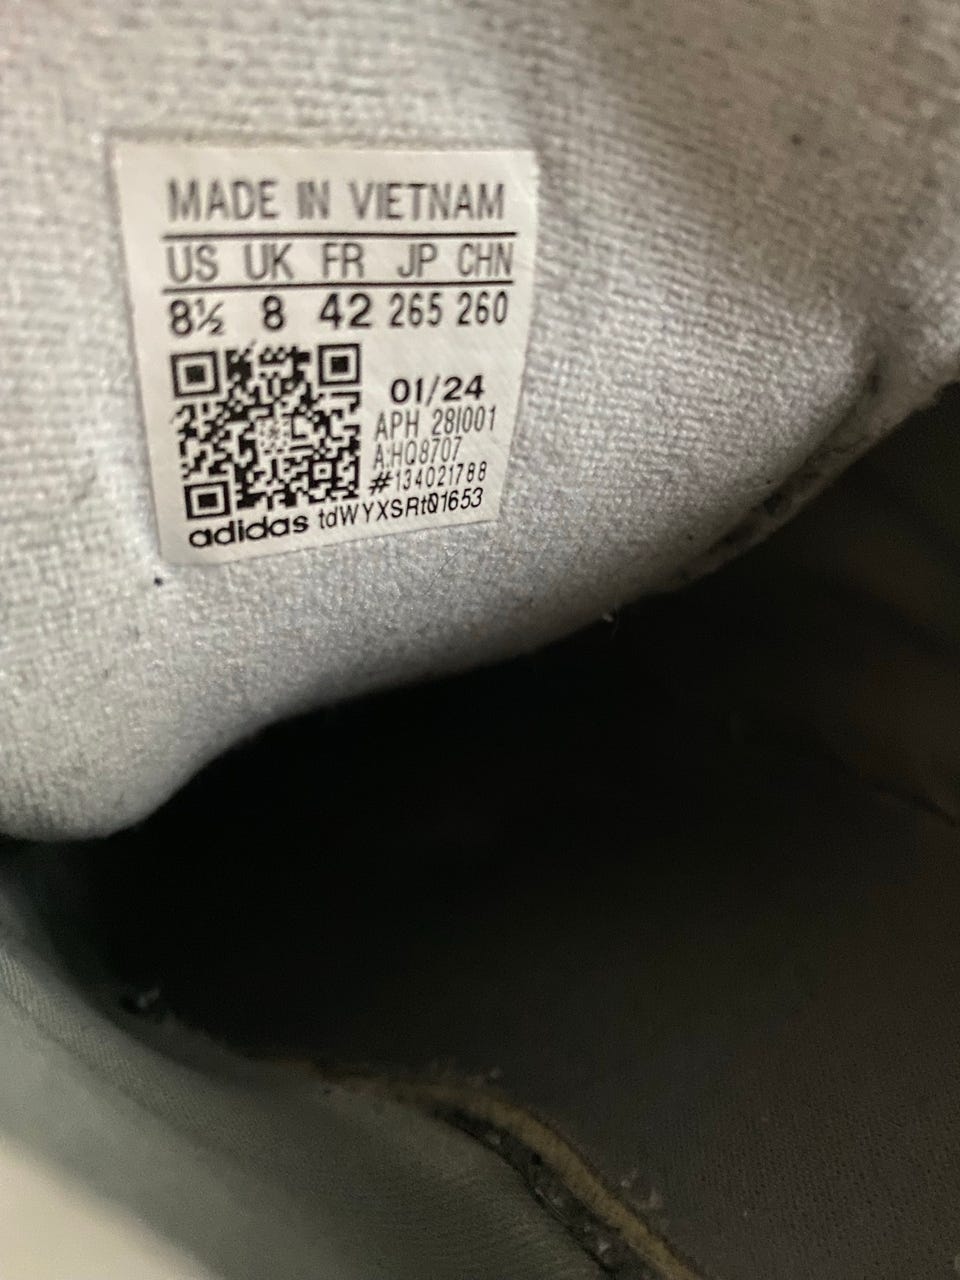 MADE IN VIETNAM
US UK FR JP CHN
8½ 8 42 265 260
01/24
APH 28I001
A:HQ8707
#134021788
adidas tdWYXSRt01653